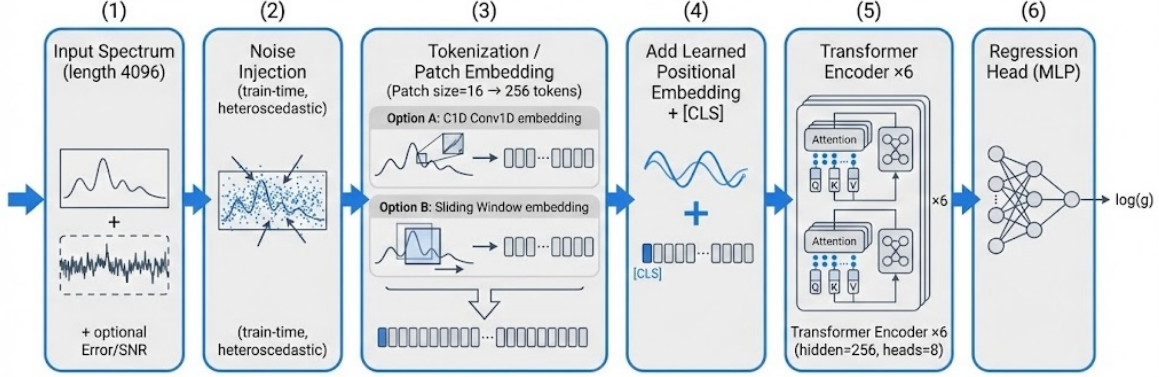 (1)
Input Spectrum
(length 4096)
+
+ optional
Error/SNR
(2)
Noise
Injection
(train-time,
heteroscedastic)
(train-time,
heteroscedastic)
(3)
Tokenization /
Patch Embedding
(Patch size=16 → 256 tokens)
Option A: C1D Conv1D embedding
...
Option B: Sliding Window embedding
...
...
(4)
Add Learned
Positional
Embedding
+ [CLS]
+
...
[CLS]
(5)
Transformer
Encoder ×6
Attention
...
Q K V
×6
Attention
...
Q K V
Transformer Encoder ×6
(hidden=256, heads=8)
(6)
Regression
Head (MLP)
log(g)